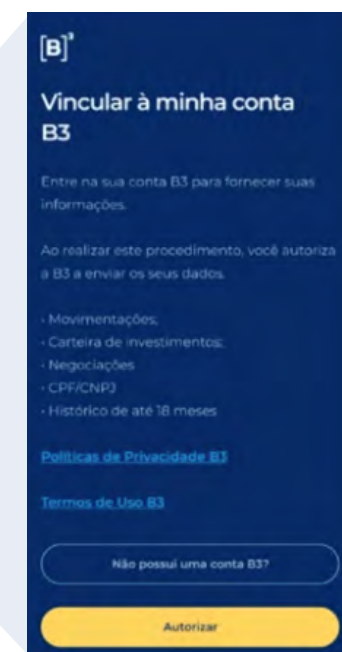 [B]³
Vincular à minha conta
B3
Entre na sua conta B3 para fornecer suas
informações.
Ao realizar este procedimento, você autoriza
a B3 a enviar os seus dados.
• Movimentações;
• Carteira de investimentos;
• Negociações
• CPF/CNPJ
• Histórico de até 18 meses
Políticas de Privacidade B3
Termos de Uso B3
Não possui uma conta B3?
Autorizar